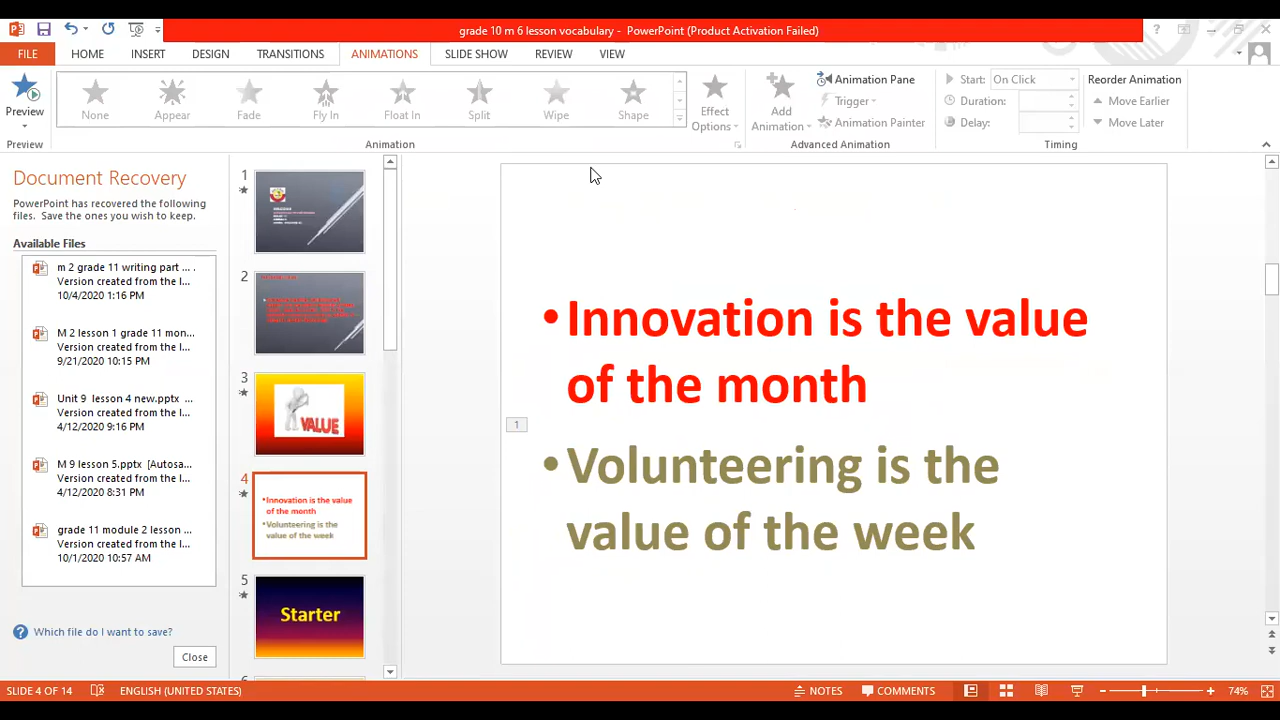 grade 10 m 6 lesson vocabulary - PowerPoint (Product Activation Failed)
FILE HOME INSERT DESIGN TRANSITIONS ANIMATIONS SLIDE SHOW REVIEW VIEW
Preview
None Appear Fade Fly In Float In Split Wipe Shape
Effect Options
Add Animation
Animation Pane
Trigger
Animation Painter
Start: On Click
Duration:
Delay:
Reorder Animation
Move Earlier
Move Later
Preview Animation Advanced Animation Timing
Document Recovery
PowerPoint has recovered the following
files. Save the ones you wish to keep.
Available Files
m 2 grade 11 writing part ... .
Version created from the l...
10/4/2020 1:16 PM
M 2 lesson 1 grade 11 mon...
Version created from the l...
9/21/2020 10:15 PM
Unit 9 lesson 4 new.pptx ...
Version created from the l...
4/12/2020 9:16 PM
M 9 lesson 5.pptx [Autosa...
Version created from the l...
4/12/2020 8:31 PM
grade 11 module 2 lesson ...
Version created from the l...
10/1/2020 10:57 AM
Which file do I want to save?
Close
1
2
3
VALUE
4
•Innovation is the value
of the month
•Volunteering is the
value of the week
5
Starter
1
•Innovation is the value
of the month
•Volunteering is the
value of the week
SLIDE 4 OF 14 ENGLISH (UNITED STATES) NOTES COMMENTS 74%